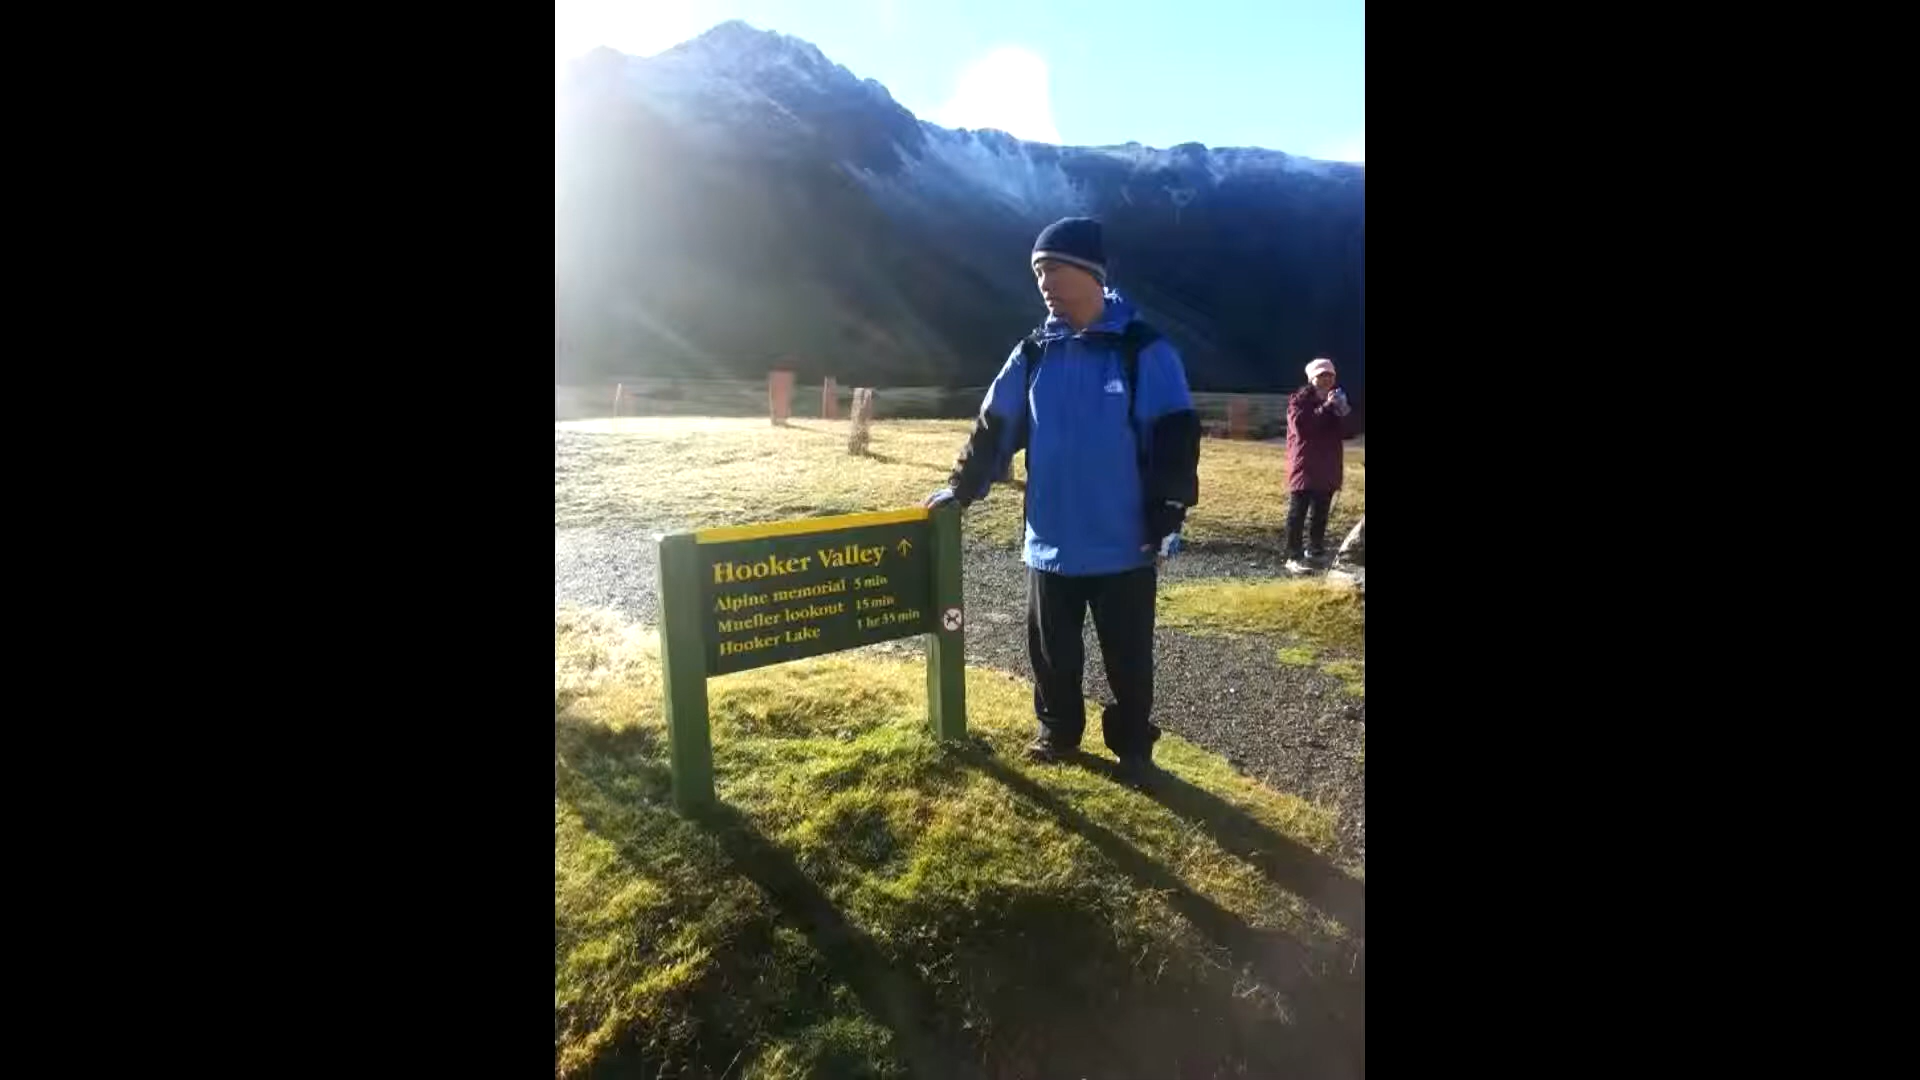 Hooker Valley ↑
Alpine memorial 5 min
Mueller lookout 15 min
Hooker Lake 1 hr 35 min